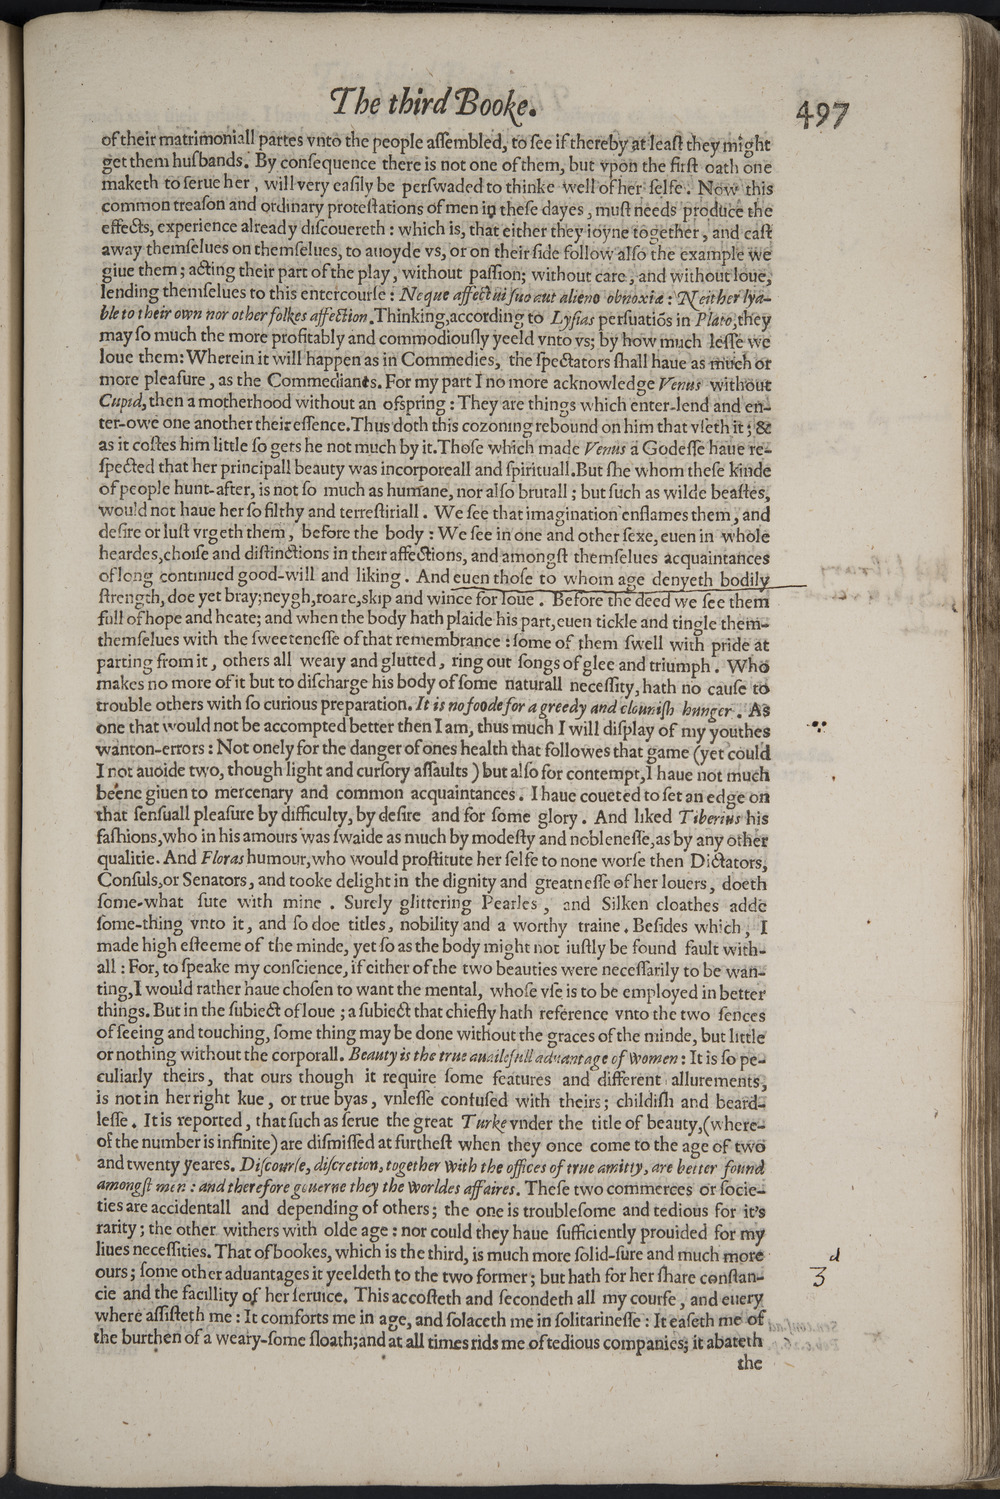 The third Booke.
497
of their matrimoniall partes vnto the people aſſembled, to ſee if thereby at leaſt they might
get them huſbands. By conſequence there is not one of them, but vpon the firſt oath one
maketh to ſerue her, will very eaſily be perſwaded to thinke well of her ſelfe. Now this
common treaſon and ordinary proteſtations of men in theſe dayes, muſt needs produce the
effects, experience already diſcouereth: which is, that either they ioyne together, and caſt
away themſelues on themſelues, to auoyde vs, or on their ſide follow alſo the example we
giue them; acting their part of the play, without paſſion; without care, and without loue,
lending themſelues to this entercourſe: Neque affectui ſuo aut alieno obnoxiæ: Neither lya-
ble to their own nor other folkes affection. Thinking, according to Lyſias perſuatiõs in Plato, they
may ſo much the more profitably and commodiouſly yeeld vnto vs; by how much leſſe we
loue them: Wherein it will happen as in Commedies, the ſpectators ſhall haue as much or
more pleaſure, as the Commediants. For my part I no more acknowledge Venus without
Cupid, then a motherhood without an ofspring: They are things which enter-lend and en-
ter-owe one another their eſſence. Thus doth this cozoning rebound on him that vſeth it; &
as it coſtes him little ſo gets he not much by it. Thoſe which made Venus a Godeſſe haue re-
ſpected that her principall beauty was incorporeall and ſpirituall. But ſhe whom theſe kinde
of people hunt-after, is not ſo much as humane, nor alſo brutall; but ſuch as wilde beaſtes,
would not haue her ſo filthy and terreſtiriall. We ſee that imagination enflames them, and
deſire or luſt vrgeth them, before the body: We ſee in one and other ſexe, euen in whole
heardes, choiſe and diſtinctions in their affections, and amongſt themſelues acquaintances
of long continued good-will and liking. And euen thoſe to whom age denyeth bodily
ſtrength, doe yet bray; neygh, roare, skip and wince for loue. Before the deed we ſee them
full of hope and heate; and when the body hath plaide his part, euen tickle and tingle them-
themſelues with the ſweeteneſſe of that remembrance: ſome of them ſwell with pride at
parting from it, others all weary and glutted, ring out ſongs of glee and triumph. Who
makes no more of it but to diſcharge his body of ſome naturall neceſſity, hath no cauſe to
trouble others with ſo curious preparation. It is no foode for a greedy and clouniſh hunger. As
one that would not be accompted better then I am, thus much I will diſplay of my youthes
wanton-errors: Not onely for the danger of ones health that followes that game (yet could
I not auoide two, though light and curſory aſſaults) but alſo for contempt, I haue not much
beene giuen to mercenary and common acquaintances. I haue coueted to ſet an edge on
that ſenſuall pleaſure by difficulty, by deſire and for ſome glory. And liked Tiberius his
faſhions, who in his amours was ſwaide as much by modeſty and nobleneſſe, as by any other
qualitie. And Floras humour, who would proſtitute her ſelfe to none worſe then Dictators,
Conſuls, or Senators, and tooke delight in the dignity and greatneſſe of her louers, doeth
ſome-what ſute with mine. Surely glittering Pearles, and Silken cloathes adde
ſome-thing vnto it, and ſo doe titles, nobility and a worthy traine. Beſides which, I
made high eſteeme of the minde, yet ſo as the body might not iuſtly be found fault with-
all: For, to ſpeake my conſcience, if either of the two beauties were neceſſarily to be wan-
ting, I would rather haue choſen to want the mental, whoſe vſe is to be employed in better
things. But in the ſubiect of loue; a ſubiect that chiefly hath reference vnto the two ſences
of ſeeing and touching, ſome thing may be done without the graces of the minde, but little
or nothing without the corporall. Beauty is the true auailefull aduantage of Women: It is ſo pe-
culiarly theirs, that ours though it require ſome features and different allurements,
is not in her right kue, or true byas, vnleſſe confuſed with theirs; childiſh and beard-
leſſe. It is reported, that ſuch as ſerue the great Turke vnder the title of beauty, (where-
of the number is infinite) are diſmiſſed at furtheſt when they once come to the age of two
and twenty yeares. Diſcourſe, diſcretion, together with the offices of true amitty, are better found
amongſt men: and therefore gouerne they the Worldes affaires. Theſe two commerces or ſocie-
ties are accidentall and depending of others; the one is troubleſome and tedious for it's
rarity; the other withers with olde age: nor could they haue ſufficiently prouided for my
liues neceſſities. That of bookes, which is the third, is much more ſolid-ſure and much more
ours; ſome other aduantages it yeeldeth to the two former; but hath for her ſhare conſtan-
cie and the facillity of her ſeruice. This accoſteth and ſecondeth all my courſe, and euery
where aſſiſteth me: It comforts me in age, and ſolaceth me in ſolitarineſſe: It eaſeth me of
the burthen of a weary-ſome ſloath; and at all times rids me of tedious companies; it abateth
the
3 d